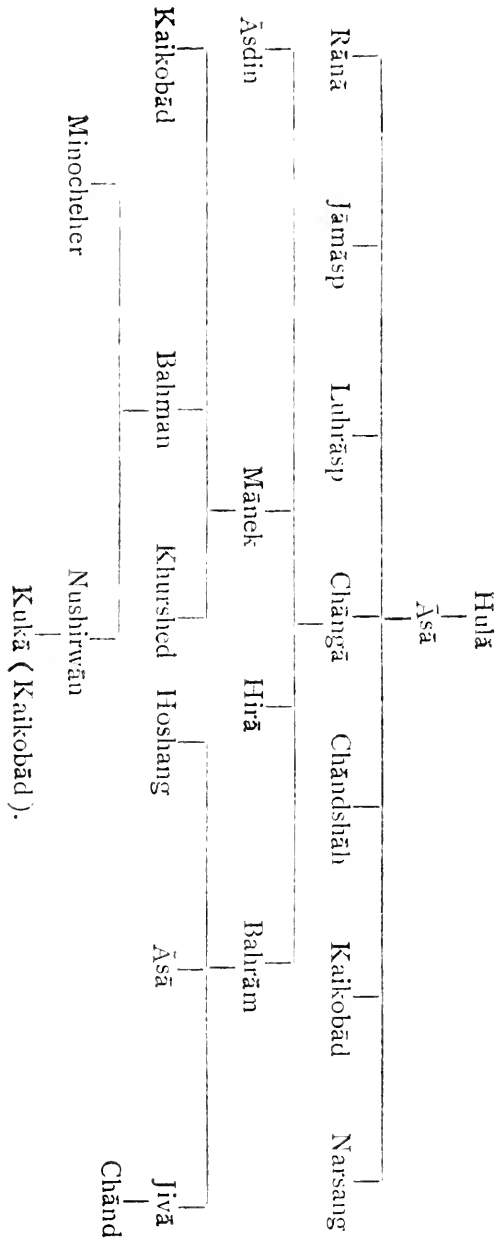 Hulā
Āsā
Rānā Jāmāsp Luhrāsp Chāngā Chāndshāh Kaikobād Narsang
Āsdin Mānek Hirā Bahrām
Kaikobād Bahman Khurshed Hoshang Āsā Jivā
Minocheher Nushirwān Chānd
Kukā (Kaikobād).